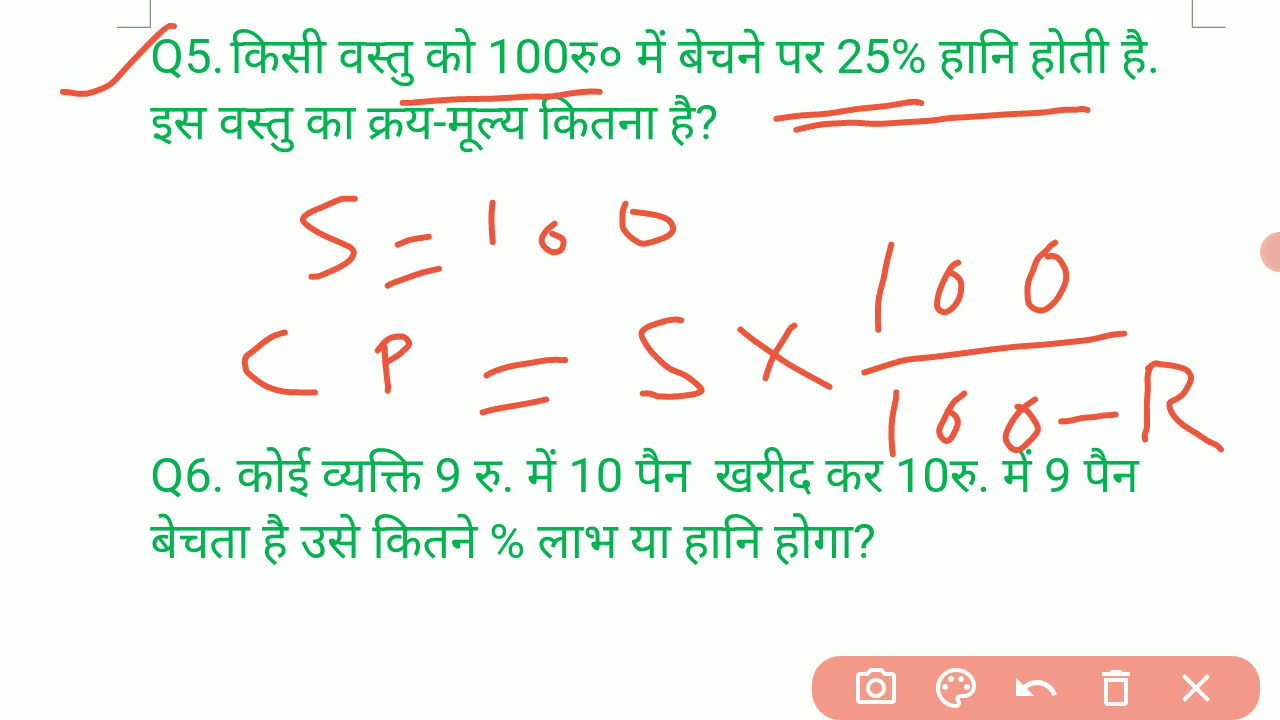 Q5. किसी वस्तु को 100रु० में बेचने पर 25% हानि होती है.
इस वस्तु का क्रय-मूल्य कितना है?
S = 100
CP = S × 100
100 - R
Q6. कोई व्यक्ति 9 रु. में 10 पैन खरीद कर 10रु. में 9 पैन
बेचता है उसे कितने % लाभ या हानि होगा?